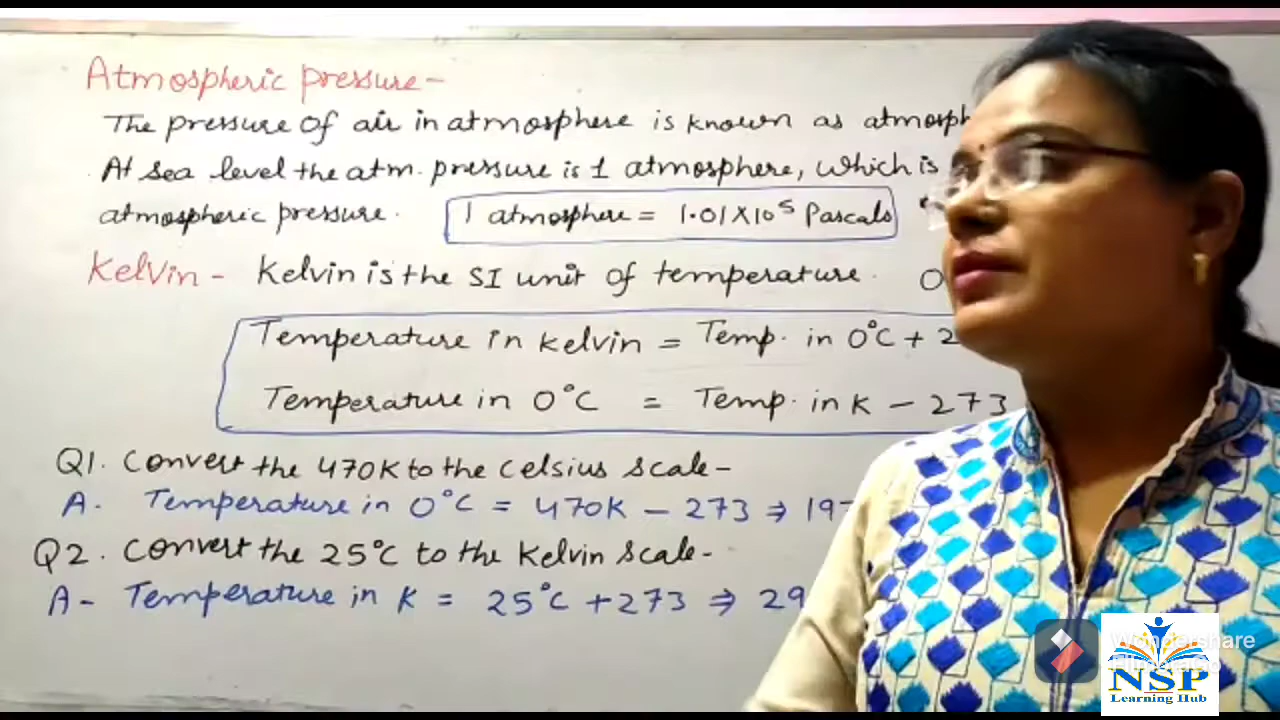 Atmospheric pressure-
The pressure of air in atmosphere is known as atmosph
At sea level the atm. pressure is 1 atmosphere, which is
atmospheric pressure.
1 atmosphere = 1.01X10⁵ Pascals
Kelvin - Kelvin is the SI unit of temperature. 0
Temperature in kelvin = Temp. in 0°C + 2
Temperature in 0°C = Temp. in K - 273
Q1. Convert the 470K to the Celsius scale-
A. Temperature in 0°C = 470K - 273 ⇒ 197
Q2. Convert the 25°C to the Kelvin scale-
A- Temperature in K = 25°C +273 ⇒ 29
Wondershare
NSP
Learning Hub